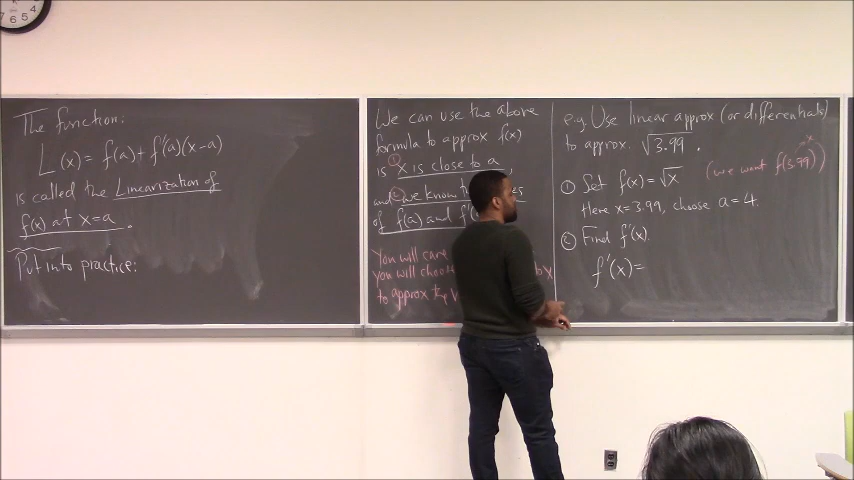 The function:
L(x) = f(a) + f'(a)(x-a)
is called the Linearization of
f(x) at x=a.
Put into practice:
We can use the above
formula to approx f(x)
is ① x is close to a,
and ② we know
of f(a) and f'(
You will care
you will choose to x
to approx
e.g. Use linear approx (or differentials)
to approx. √3.99.
① Set f(x) = √x (we want f(3.99))
x
Here x=3.99, choose a=4.
② Find f'(x).
f'(x)=